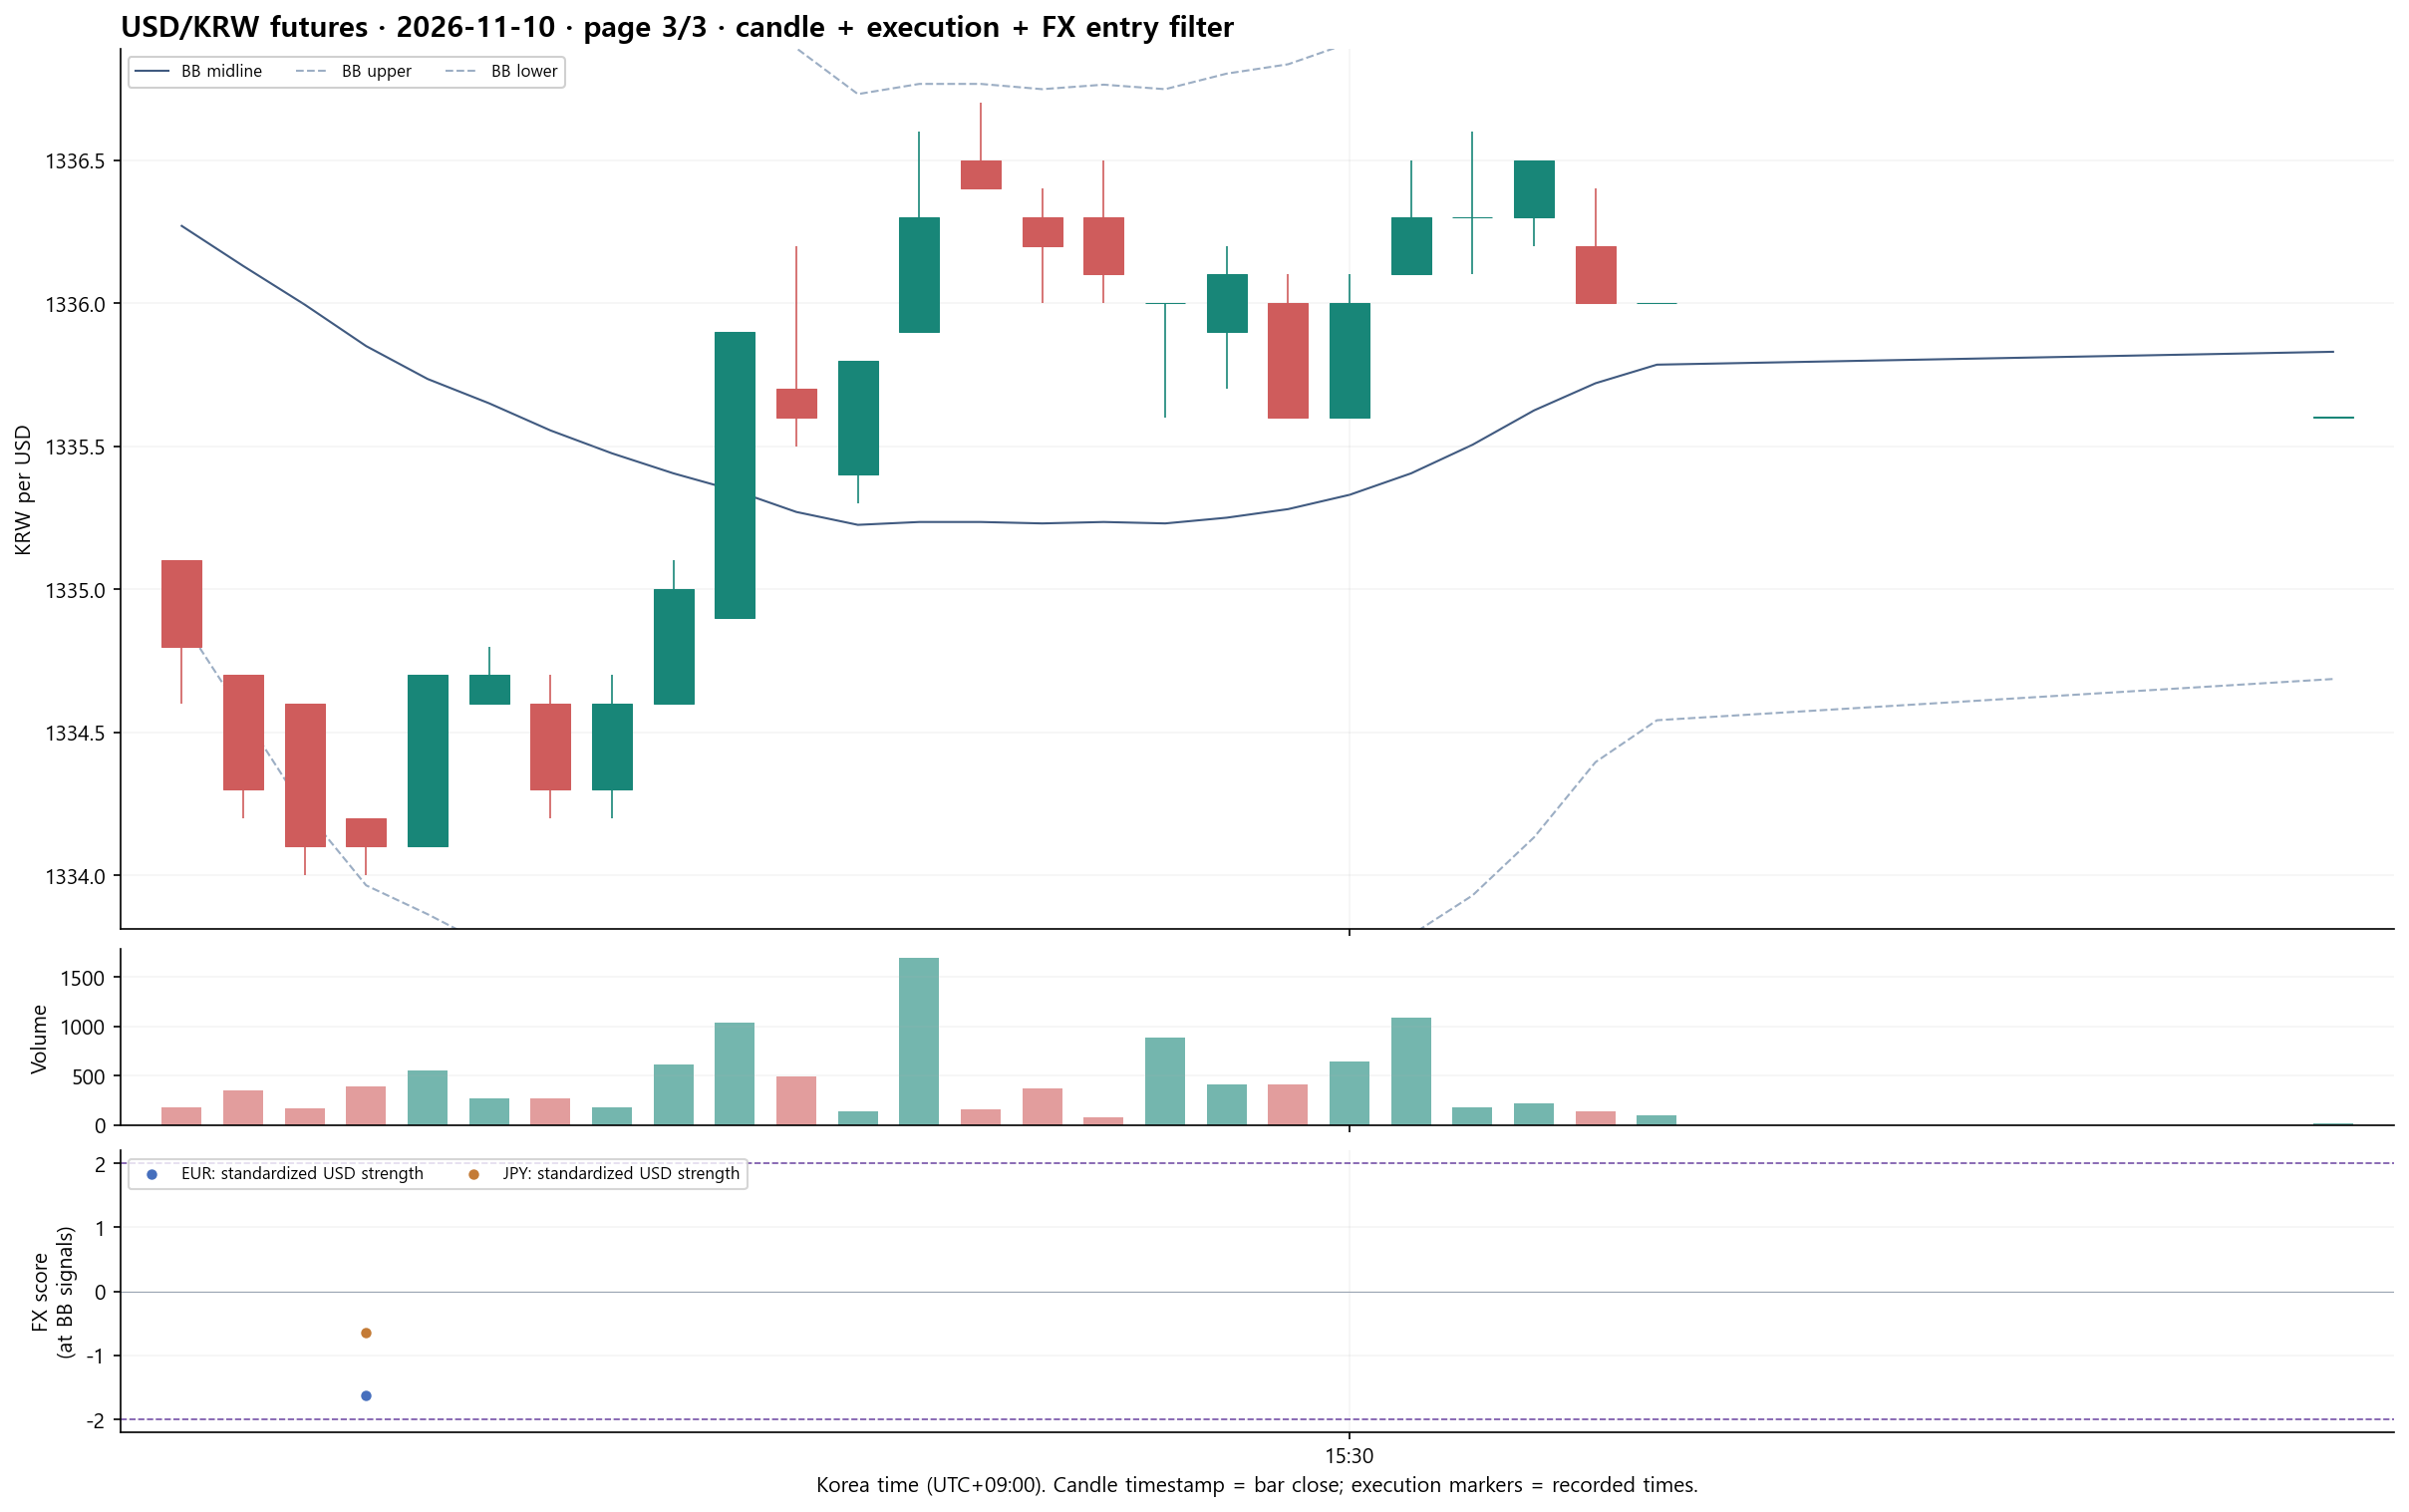 USD/KRW futures · 2026-11-10 · page 3/3 · candle + execution + FX entry filter
BB midline BB upper BB lower
KRW per USD
1336.5
1336.0
1335.5
1335.0
1334.5
1334.0
Volume
1500
1000
500
0
EUR: standardized USD strength JPY: standardized USD strength
FX score
(at BB signals)
2
1
0
-1
-2
15:30
Korea time (UTC+09:00). Candle timestamp = bar close; execution markers = recorded times.